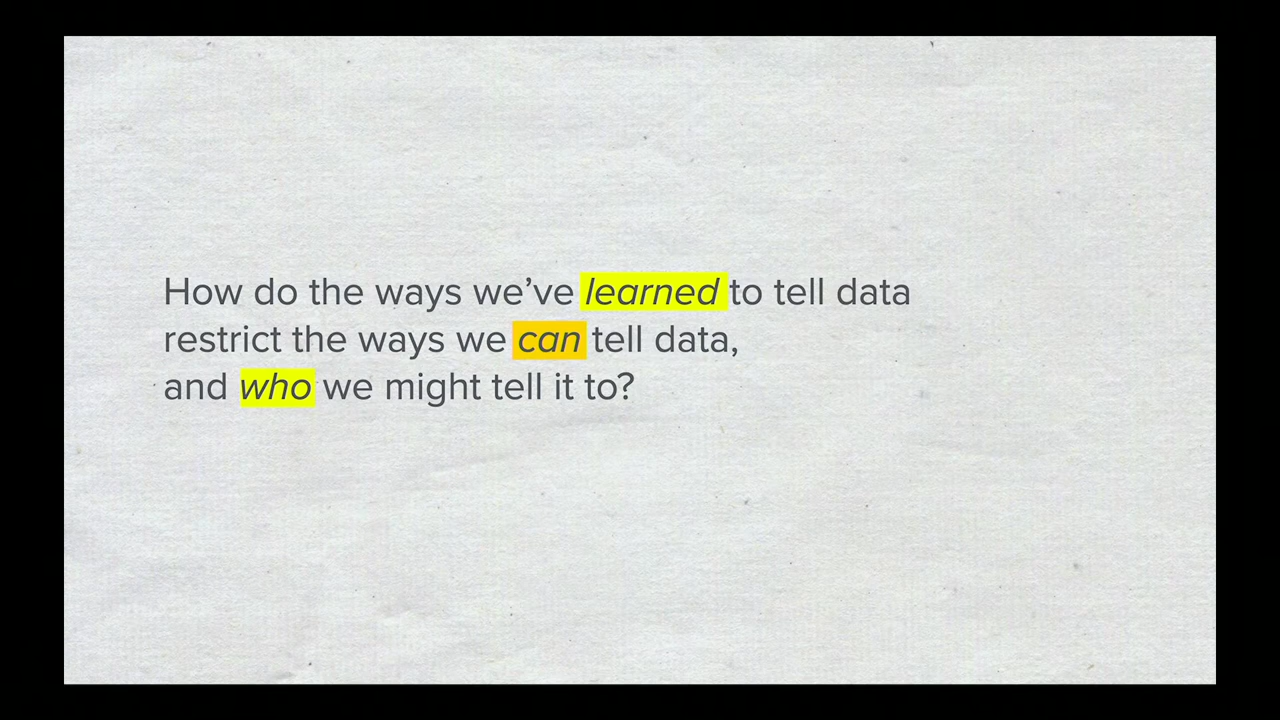 How do the ways we’ve learned to tell data
restrict the ways we can tell data,
and who we might tell it to?